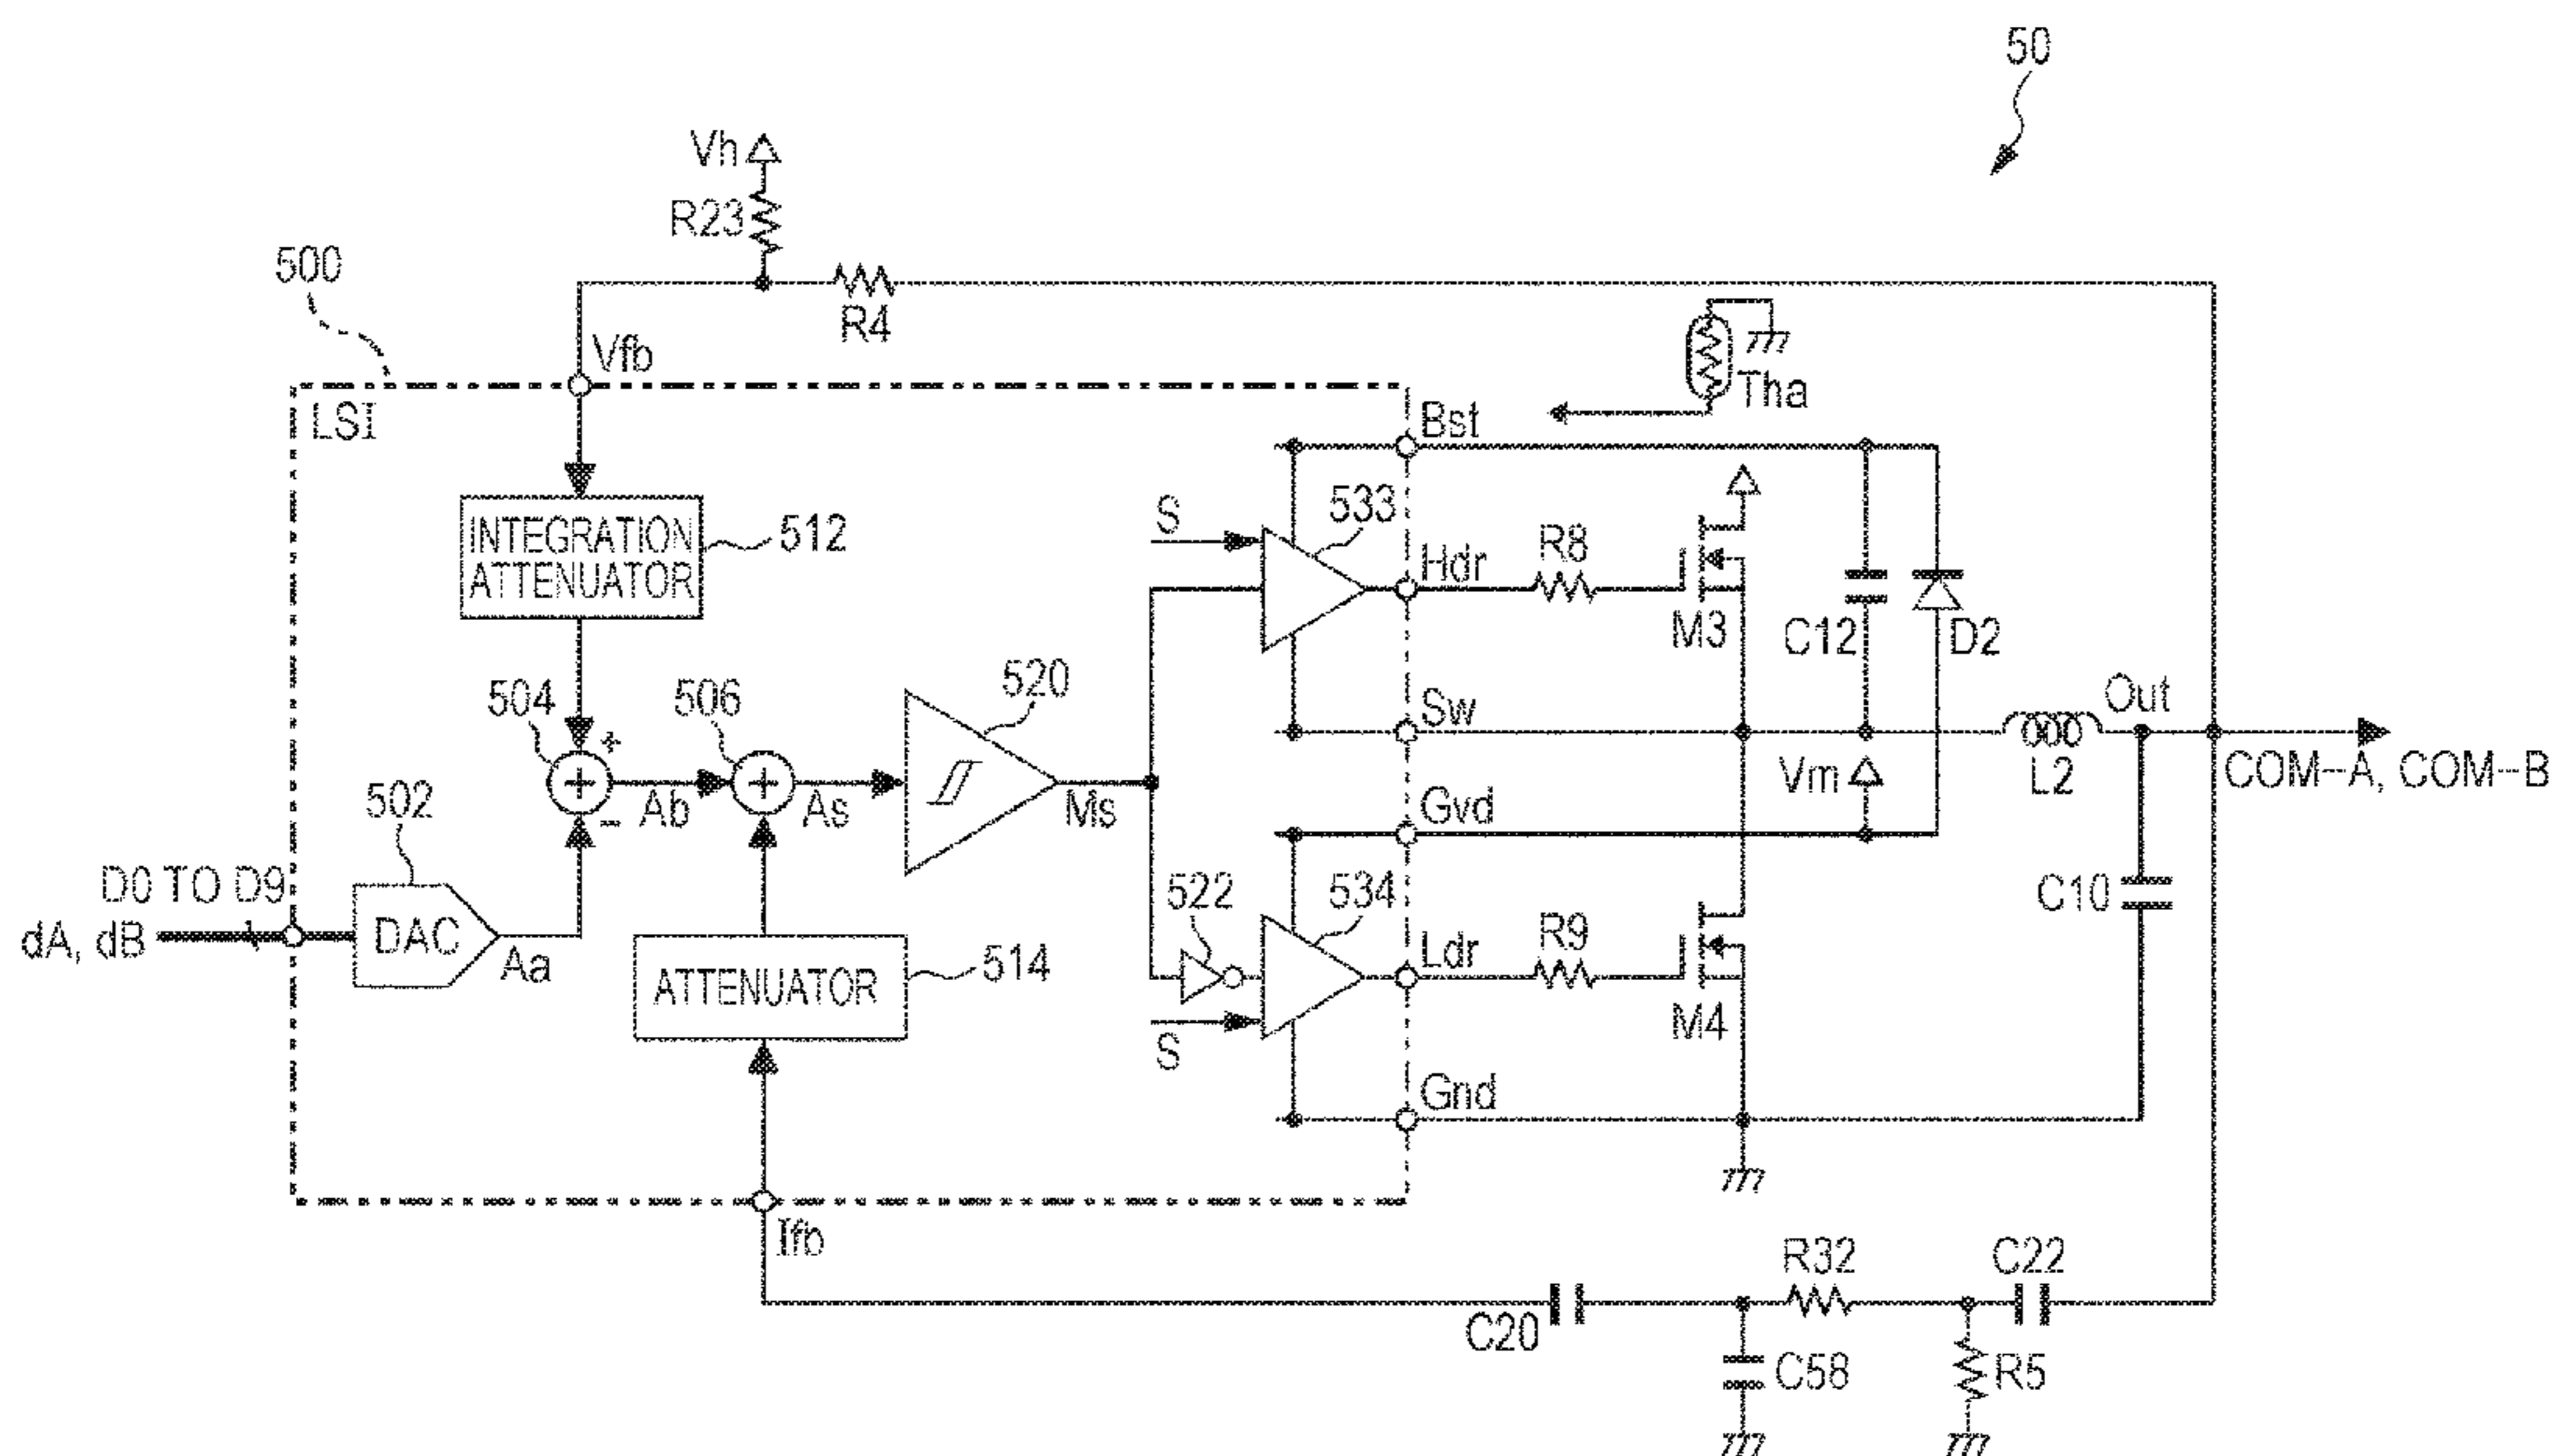 50
Vh
R23
500
R4
Vfb
Tha
LSI
Bst
INTEGRATION
ATTENUATOR
512
S
533
Hdr
R8
M3
C12
D2
504
+
506
520
Sw
Out
502
−
Ab
As
Ms
Gvd
Vm
L2
COM−A, COM−B
D0 TO D9
dA, dB
DAC
Aa
522
534
C10
ATTENUATOR
514
Ldr
R9
S
M4
Gnd
Ifb
R32
C22
C20
C58
R5